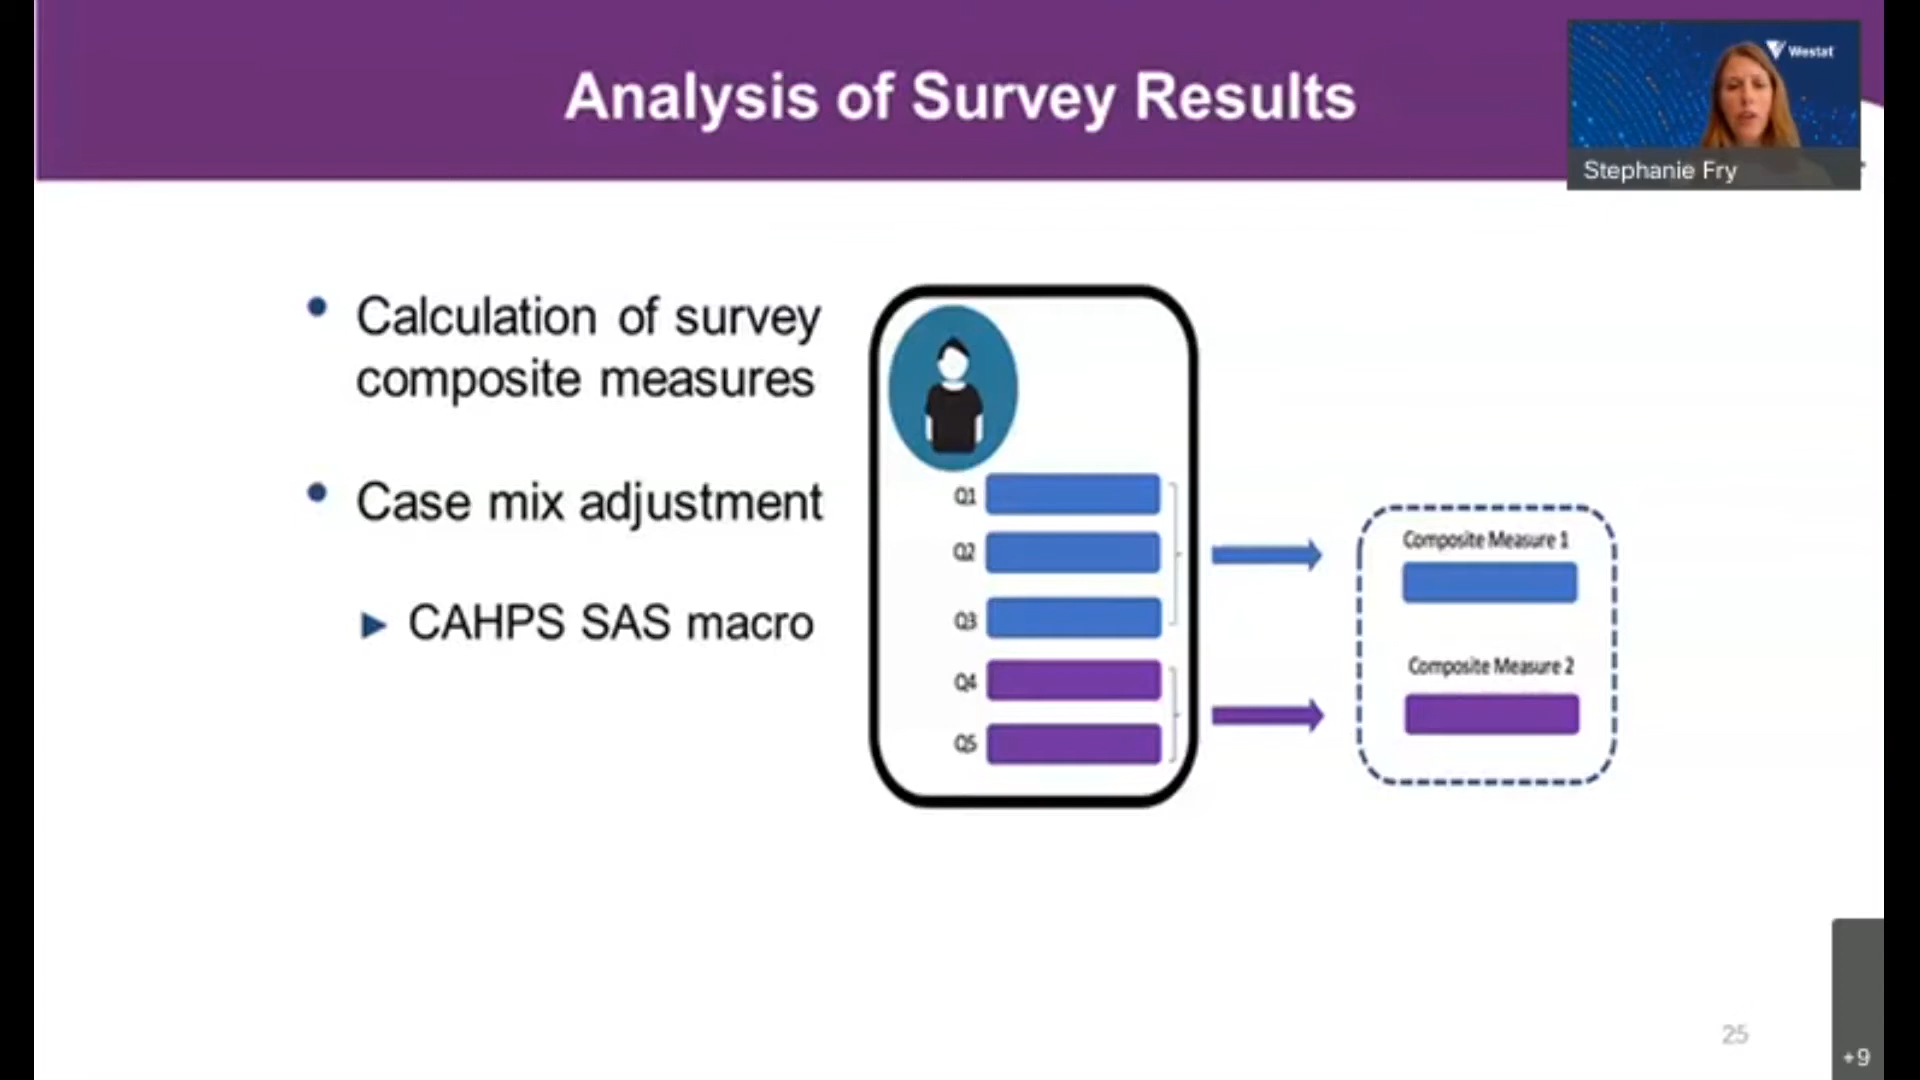 Analysis of Survey Results
Westat
Stephanie Fry
Calculation of survey
composite measures
Case mix adjustment
CAHPS SAS macro
Q1
Q2
Q3
Q4
Q5
Composite Measure 1
Composite Measure 2
25
+9